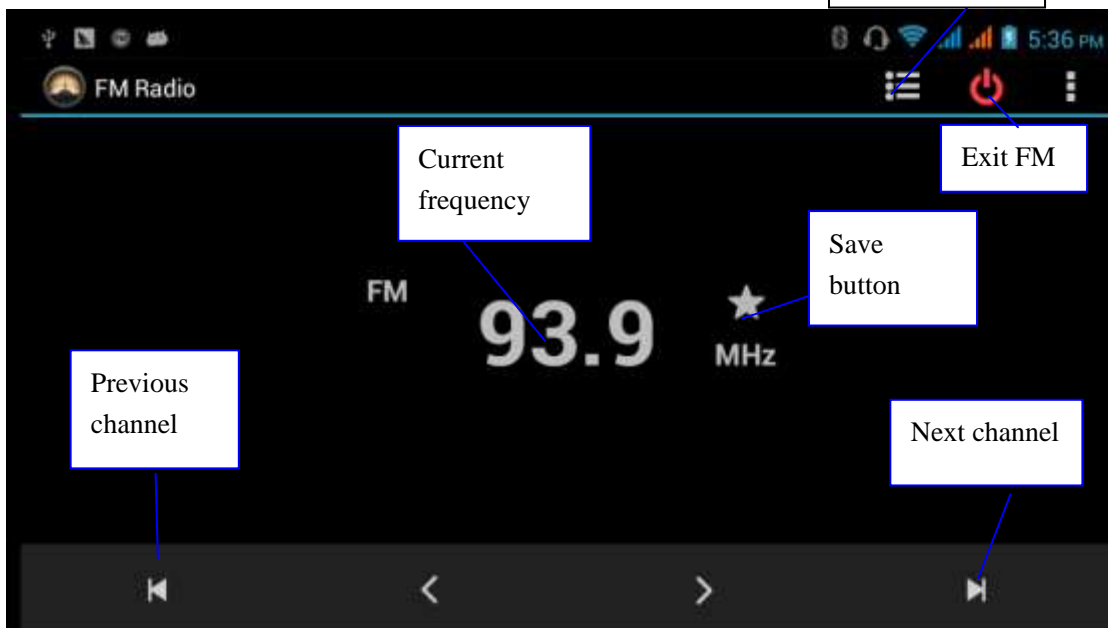 5:36 PM
FM Radio
Exit FM
Current
frequency
Save
button
FM
93.9
MHz
Previous
channel
Next channel